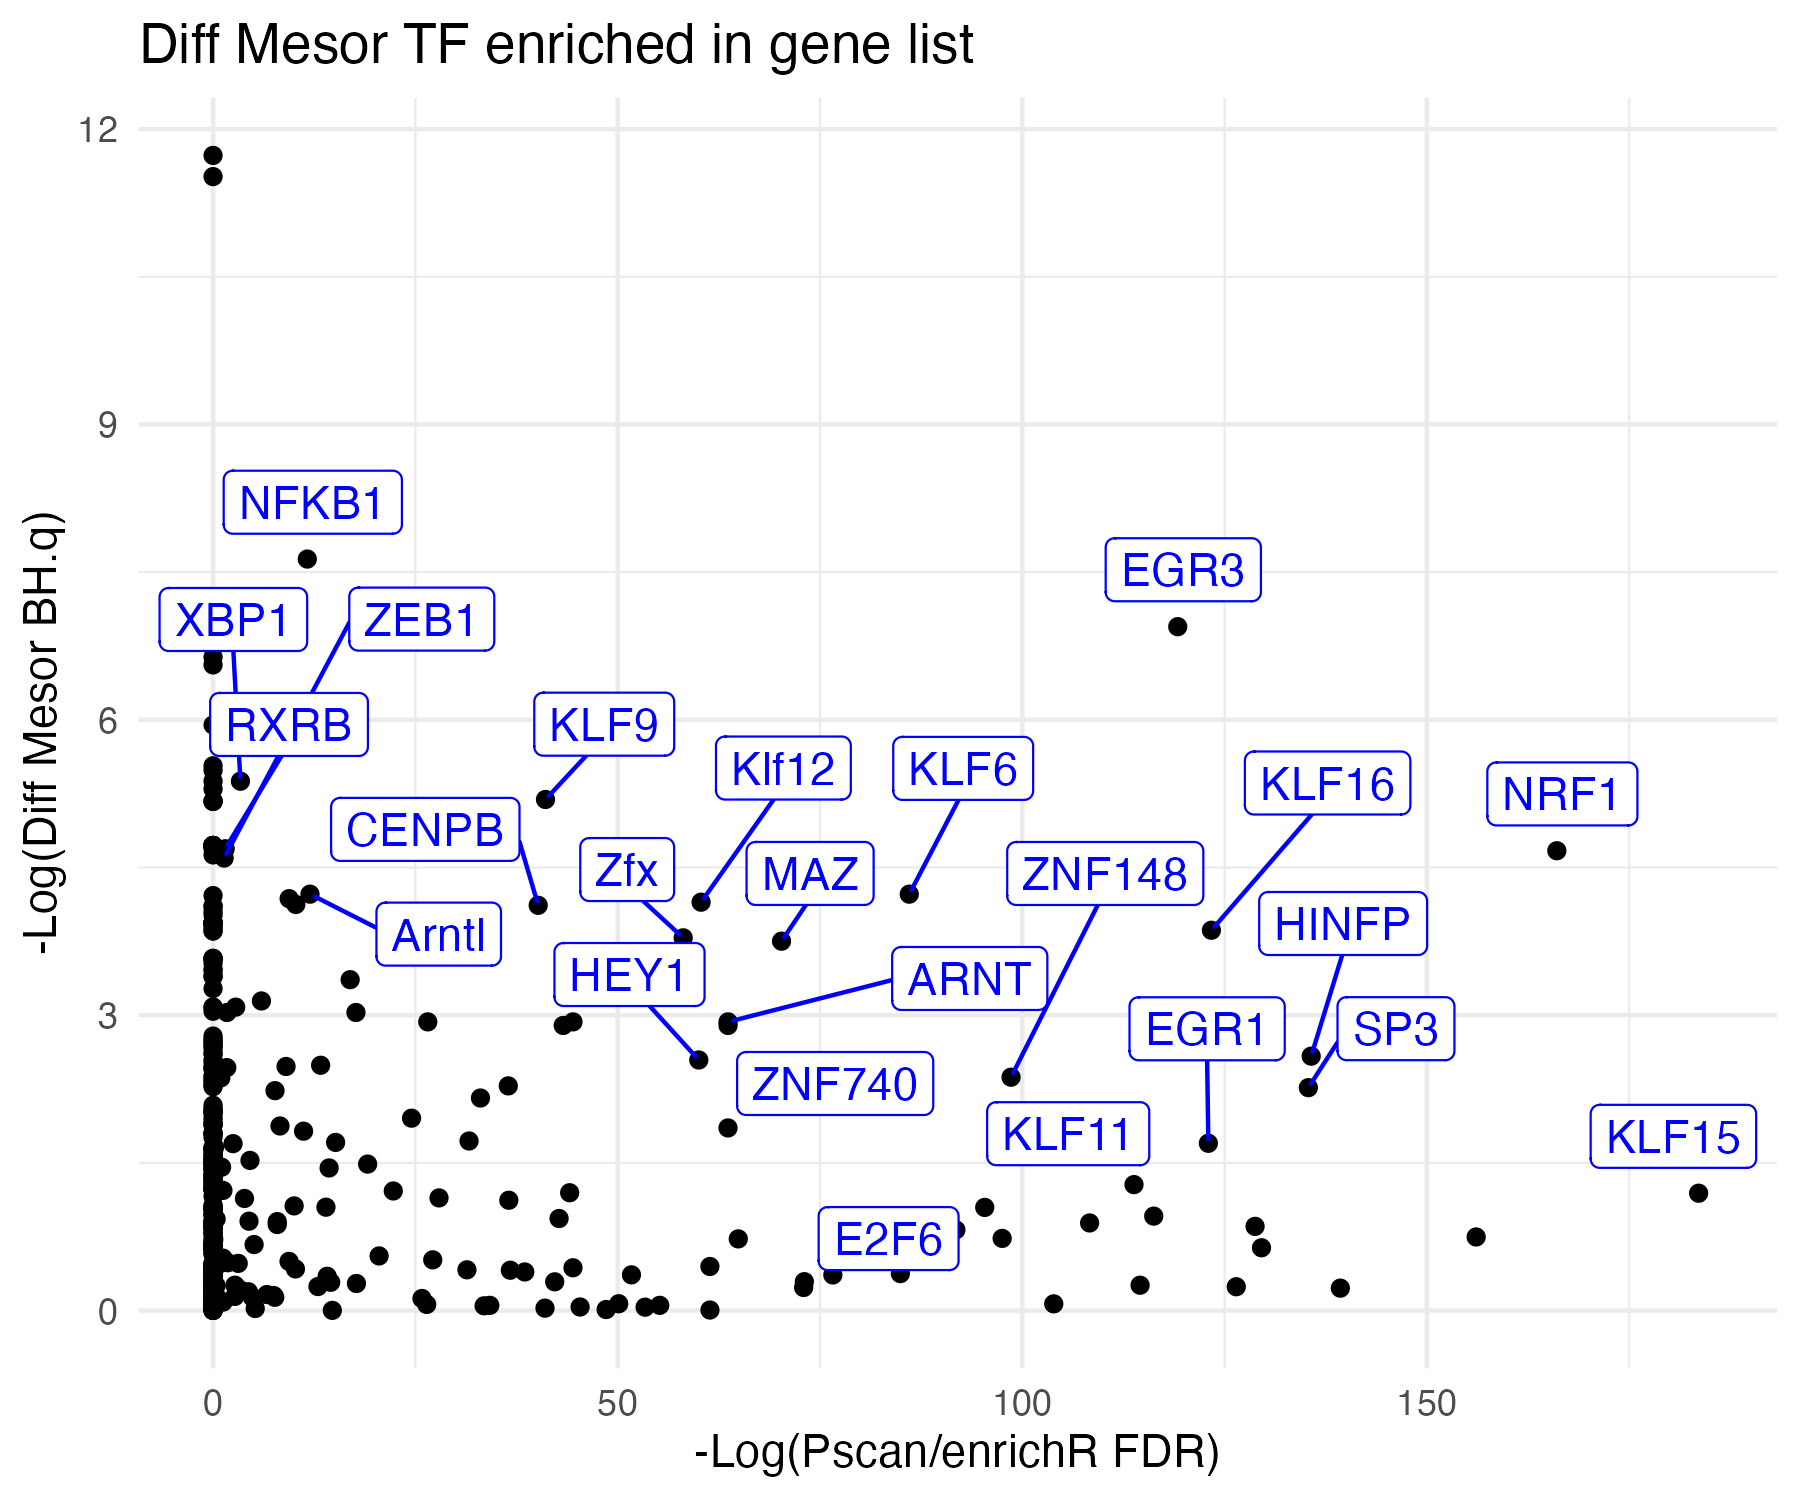 Diff Mesor TF enriched in gene list
12
9
6
3
0
-Log(Diff Mesor BH.q)
NFKB1
EGR3
XBP1
ZEB1
RXRB
KLF9
Klf12
KLF6
KLF16
NRF1
CENPB
Zfx
MAZ
ZNF148
HINFP
Arntl
HEY1
ARNT
EGR1
SP3
ZNF740
KLF11
KLF15
E2F6
0
50
100
150
-Log(Pscan/enrichR FDR)